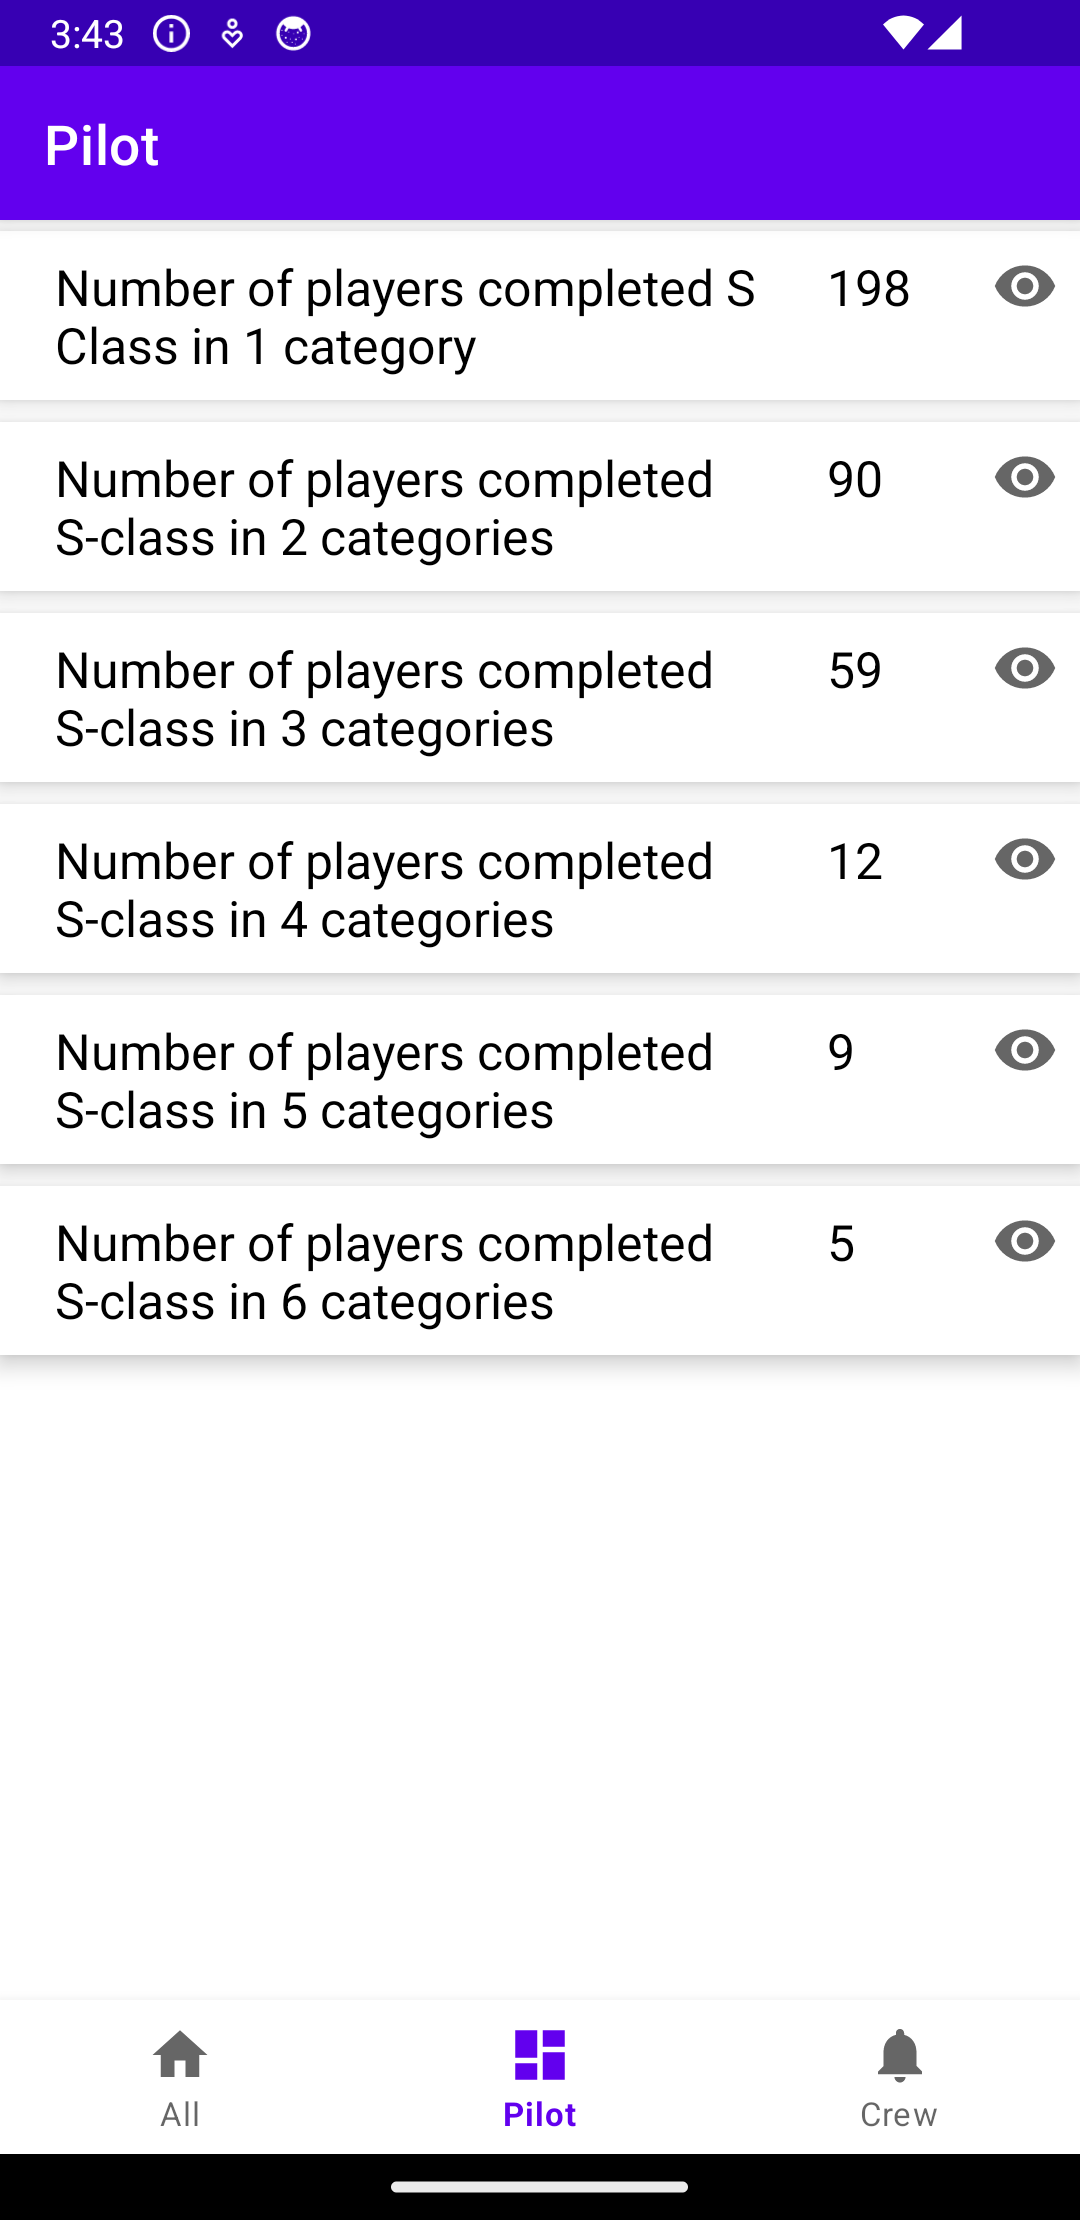 3:43
Pilot
Number of players completed S 198
Class in 1 category
Number of players completed 90
S-class in 2 categories
Number of players completed 59
S-class in 3 categories
Number of players completed 12
S-class in 4 categories
Number of players completed 9
S-class in 5 categories
Number of players completed 5
S-class in 6 categories
All Pilot Crew